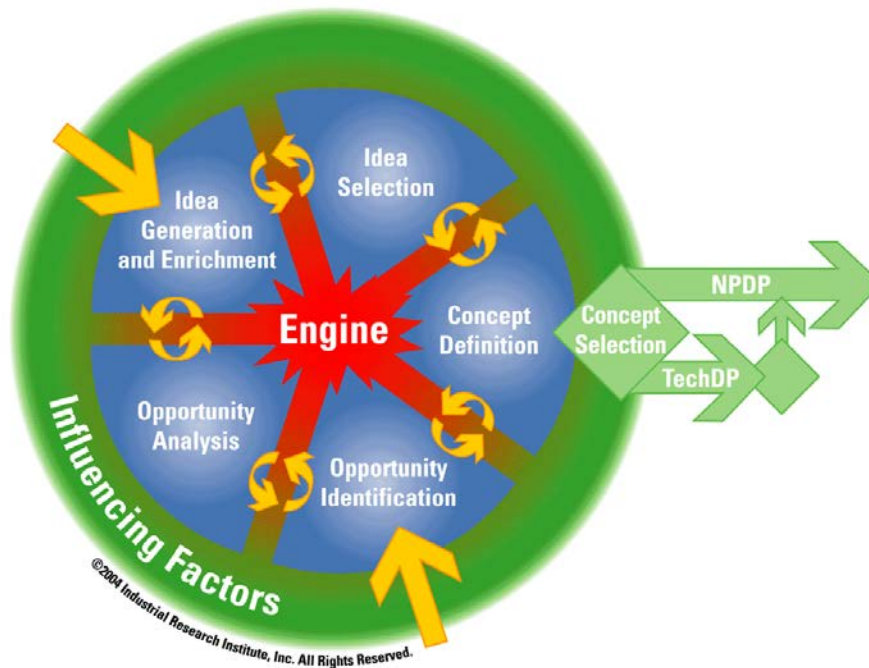 Idea
Selection
Idea
Generation
and Enrichment
Engine
Concept
Definition
Concept
Selection
NPDP
TechDP
Opportunity
Analysis
Opportunity
Identification
Influencing Factors
©2004 Industrial Research Institute, Inc. All Rights Reserved.